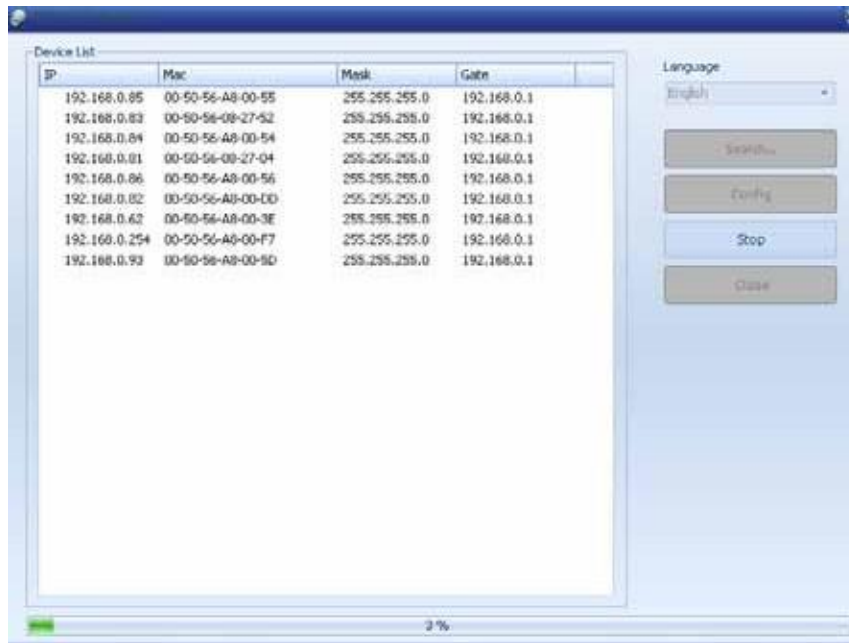 Device List
IP Mac Mask Gate
192.168.0.85 00-50-56-A8-00-55 255.255.255.0 192.168.0.1
192.168.0.83 00-50-56-08-27-52 255.255.255.0 192.168.0.1
192.168.0.84 00-50-56-A8-00-54 255.255.255.0 192.168.0.1
192.168.0.81 00-50-56-08-27-04 255.255.255.0 192.168.0.1
192.168.0.86 00-50-56-A8-00-56 255.255.255.0 192.168.0.1
192.168.0.82 00-50-56-A8-00-DD 255.255.255.0 192.168.0.1
192.168.0.62 00-50-56-A8-00-3E 255.255.255.0 192.168.0.1
192.168.0.254 00-50-56-A8-00-F7 255.255.255.0 192.168.0.1
192.168.0.93 00-50-56-A8-00-5D 255.255.255.0 192.168.0.1
Language
English
Search...
Config
Stop
Close
3 %